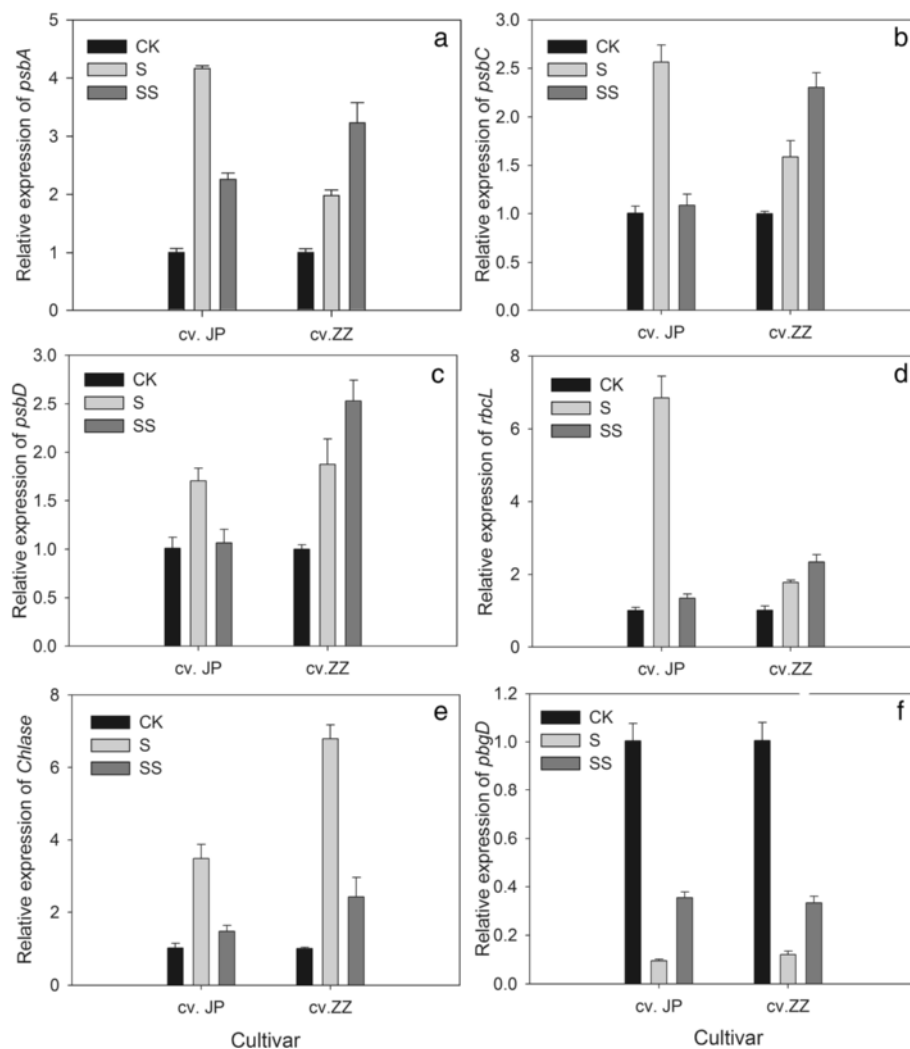 a
CK
S
SS
Relative expression of psbA
5
4
3
2
1
0
cv. JP
cv.ZZ
b
CK
S
SS
Relative expression of psbC
3.0
2.5
2.0
1.5
1.0
0.5
0.0
cv. JP
cv.ZZ
c
CK
S
SS
Relative expression of psbD
3.0
2.5
2.0
1.5
1.0
0.5
0.0
cv. JP
cv.ZZ
d
CK
S
SS
Relative expression of rbcL
8
6
4
2
0
cv. JP
cv.ZZ
e
CK
S
SS
Relative expression of Chlase
8
6
4
2
0
cv. JP
cv.ZZ
Cultivar
f
CK
S
SS
Relative expression of pbgD
1.2
1.0
0.8
0.6
0.4
0.2
0.0
cv. JP
cv.ZZ
Cultivar